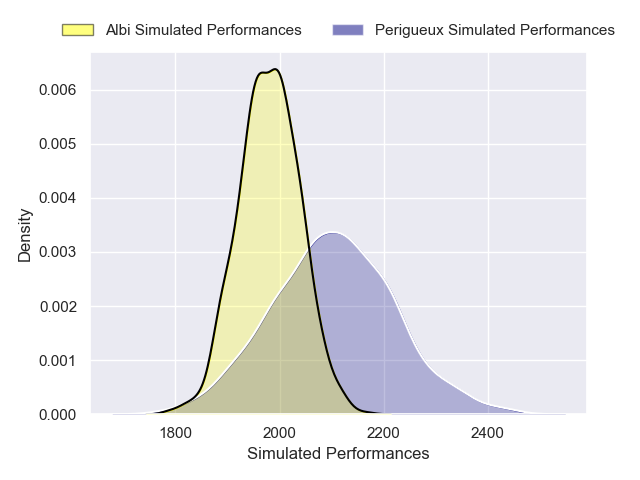 Albi Simulated Performances
Perigueux Simulated Performances
0.006
0.005
0.004
0.003
0.002
0.001
0.000
Density
1800
2000
2200
2400
Simulated Performances